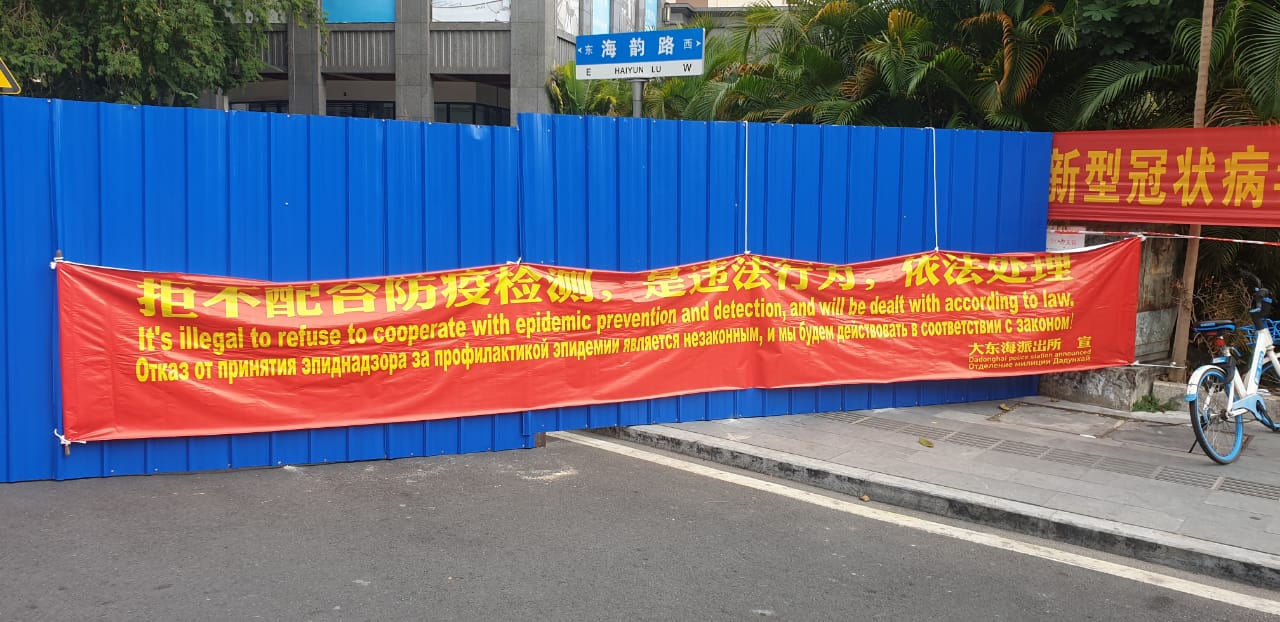 东 海韵路 西
E HAIYUN LU W
新型冠状病
拒不配合防疫检测，是违法行为，依法处理
It's illegal to refuse to cooperate with epidemic prevention and detection, and will be dealt with according to law.
Отказ от принятия эпиднадзора за профилактикой эпидемии является незаконным, и мы будем действовать в соответствии с законом!
大东海派出所 宣
Dadonghai police station announced
Отделение милиции Дадунхай